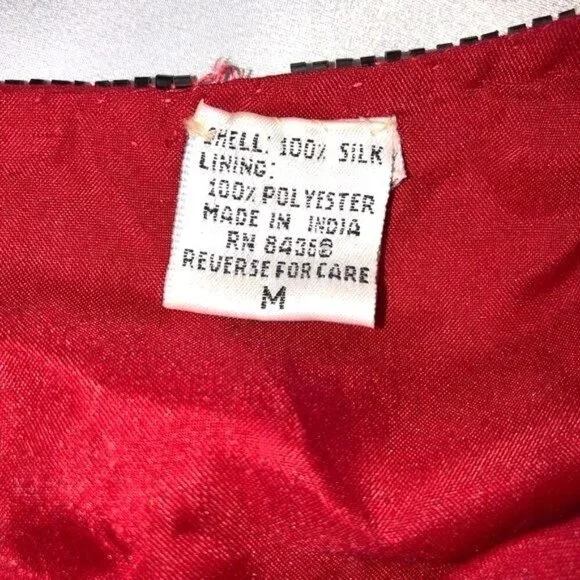 SHELL: 100% SILK
LINING:
100% POLYESTER
MADE IN INDIA
RN 84368
REVERSE FOR CARE
M